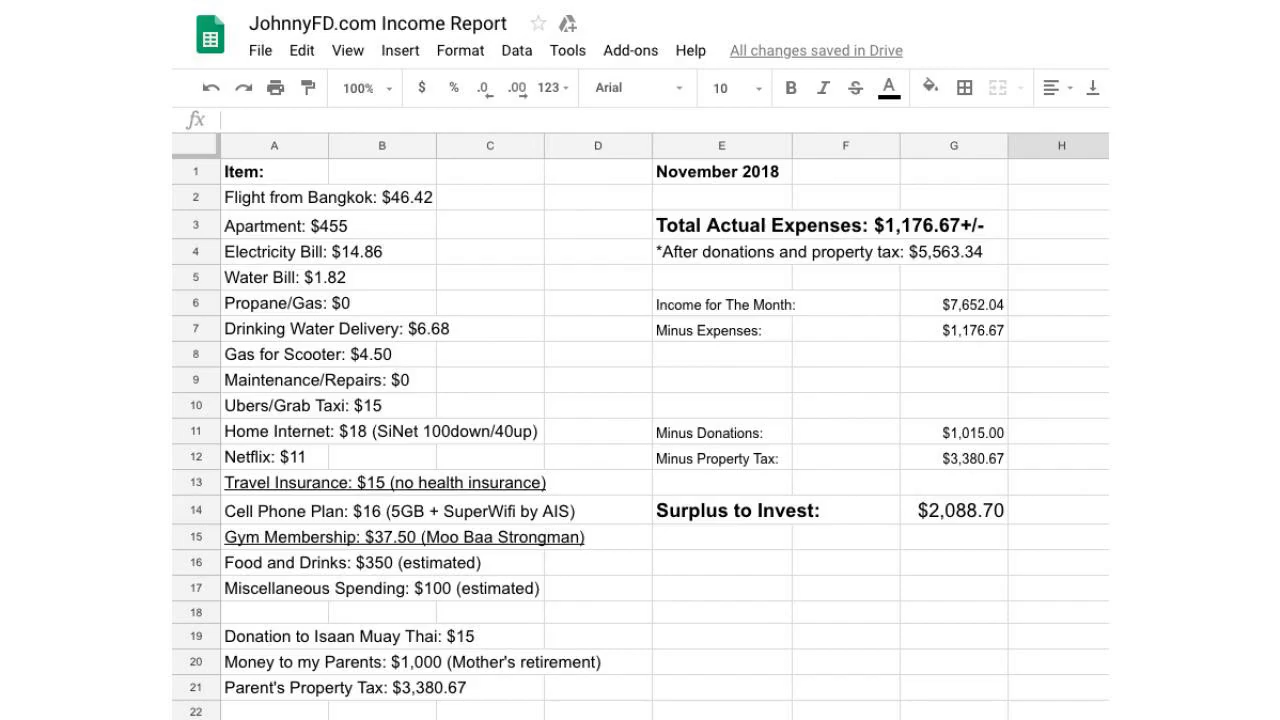 JohnnyFD.com Income Report
File Edit View Insert Format Data Tools Add-ons Help All changes saved in Drive
100% $ % .0 .00 123 Arial 10 B I S A
fx
A B C D E F G H
1 Item: November 2018
2 Flight from Bangkok: $46.42
3 Apartment: $455 Total Actual Expenses: $1,176.67+/-
4 Electricity Bill: $14.86 *After donations and property tax: $5,563.34
5 Water Bill: $1.82
6 Propane/Gas: $0 Income for The Month: $7,652.04
7 Drinking Water Delivery: $6.68 Minus Expenses: $1,176.67
8 Gas for Scooter: $4.50
9 Maintenance/Repairs: $0
10 Ubers/Grab Taxi: $15
11 Home Internet: $18 (SiNet 100down/40up) Minus Donations: $1,015.00
12 Netflix: $11 Minus Property Tax: $3,380.67
13 Travel Insurance: $15 (no health insurance)
14 Cell Phone Plan: $16 (5GB + SuperWifi by AIS) Surplus to Invest: $2,088.70
15 Gym Membership: $37.50 (Moo Baa Strongman)
16 Food and Drinks: $350 (estimated)
17 Miscellaneous Spending: $100 (estimated)
18
19 Donation to Isaan Muay Thai: $15
20 Money to my Parents: $1,000 (Mother's retirement)
21 Parent's Property Tax: $3,380.67
22